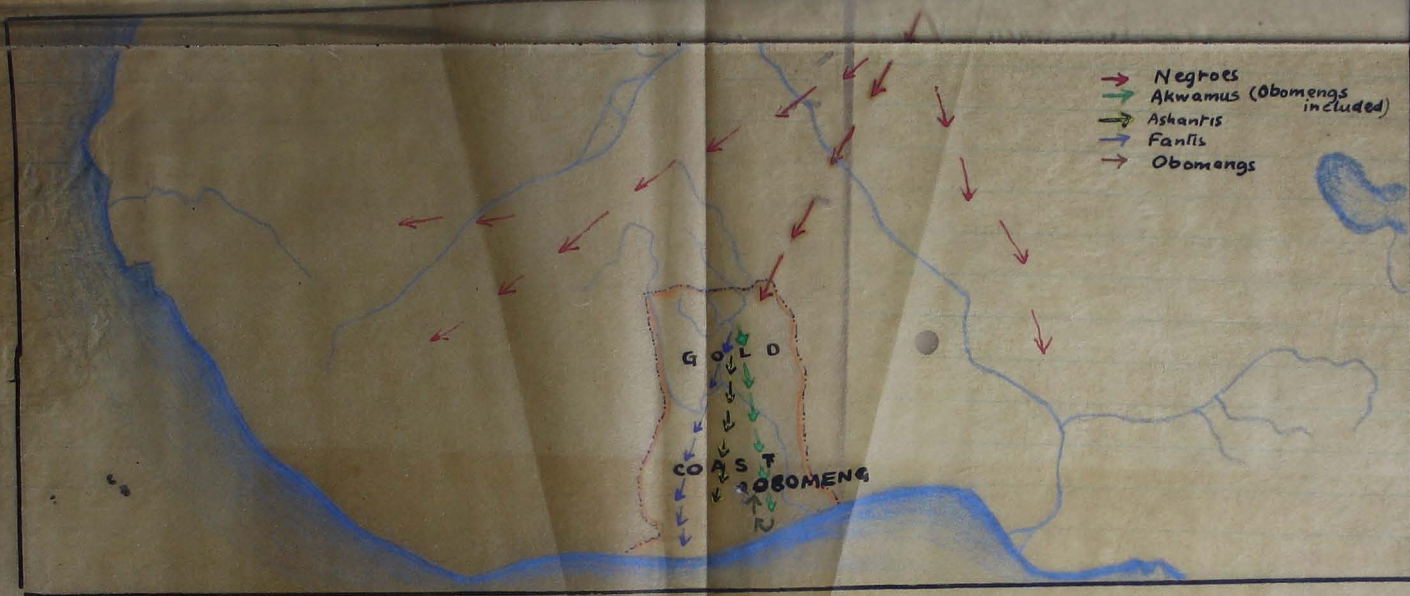 Negroes
Akwamus (Obomengs
included)
Ashantis
Fantis
Obomengs
GOLD
COAST
OBOMENG